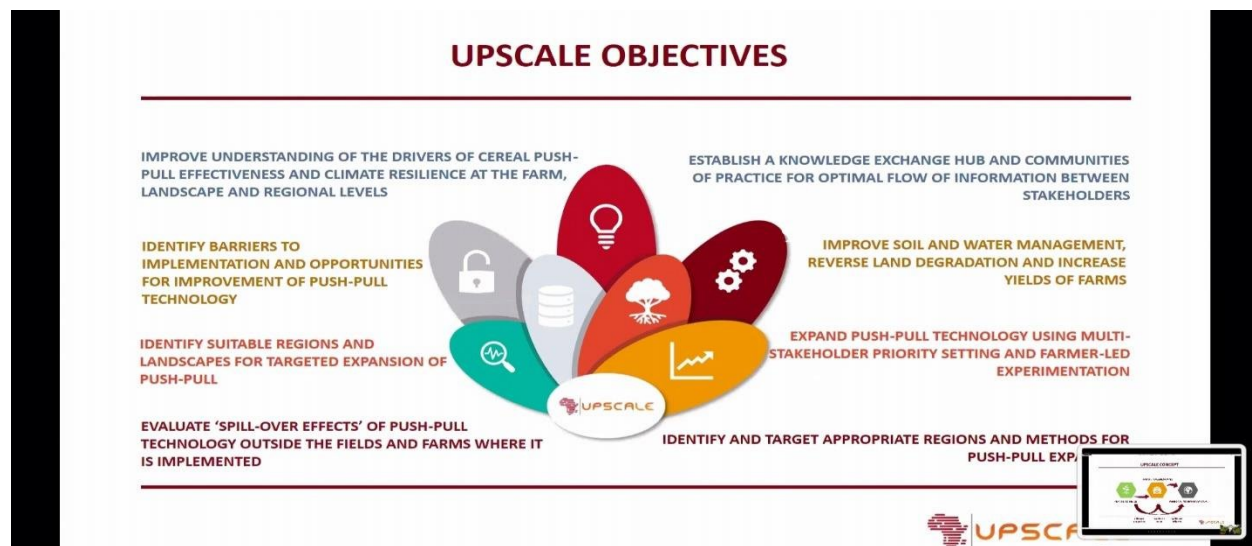 UPSCALE OBJECTIVES
IMPROVE UNDERSTANDING OF THE DRIVERS OF CEREAL PUSH-
PULL EFFECTIVENESS AND CLIMATE RESILIENCE AT THE FARM,
LANDSCAPE AND REGIONAL LEVELS
IDENTIFY BARRIERS TO
IMPLEMENTATION AND OPPORTUNITIES
FOR IMPROVEMENT OF PUSH-PULL
TECHNOLOGY
IDENTIFY SUITABLE REGIONS AND
LANDSCAPES FOR TARGETED EXPANSION OF
PUSH-PULL
EVALUATE ‘SPILL-OVER EFFECTS’ OF PUSH-PULL
TECHNOLOGY OUTSIDE THE FIELDS AND FARMS WHERE IT
IS IMPLEMENTED
ESTABLISH A KNOWLEDGE EXCHANGE HUB AND COMMUNITIES
OF PRACTICE FOR OPTIMAL FLOW OF INFORMATION BETWEEN
STAKEHOLDERS
IMPROVE SOIL AND WATER MANAGEMENT,
REVERSE LAND DEGRADATION AND INCREASE
YIELDS OF FARMS
EXPAND PUSH-PULL TECHNOLOGY USING MULTI-
STAKEHOLDER PRIORITY SETTING AND FARMER-LED
EXPERIMENTATION
IDENTIFY AND TARGET APPROPRIATE REGIONS AND METHODS FOR
PUSH-PULL EXPA
UPSCALE
UPSCALE CONCEPT
UPSC